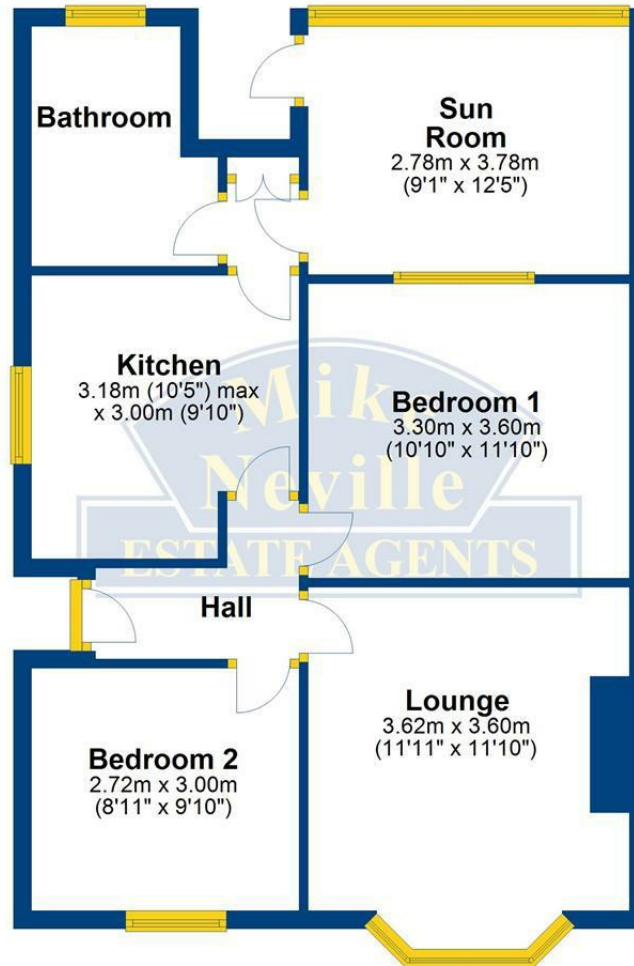 Bathroom
Sun
Room
2.78m x 3.78m
(9'1" x 12'5")
Kitchen
3.18m (10'5") max
x 3.00m (9'10")
Bedroom 1
3.30m x 3.60m
(10'10" x 11'10")
Mike
Neville
ESTATE AGENTS
Hall
Lounge
3.62m x 3.60m
(11'11" x 11'10")
Bedroom 2
2.72m x 3.00m
(8'11" x 9'10")